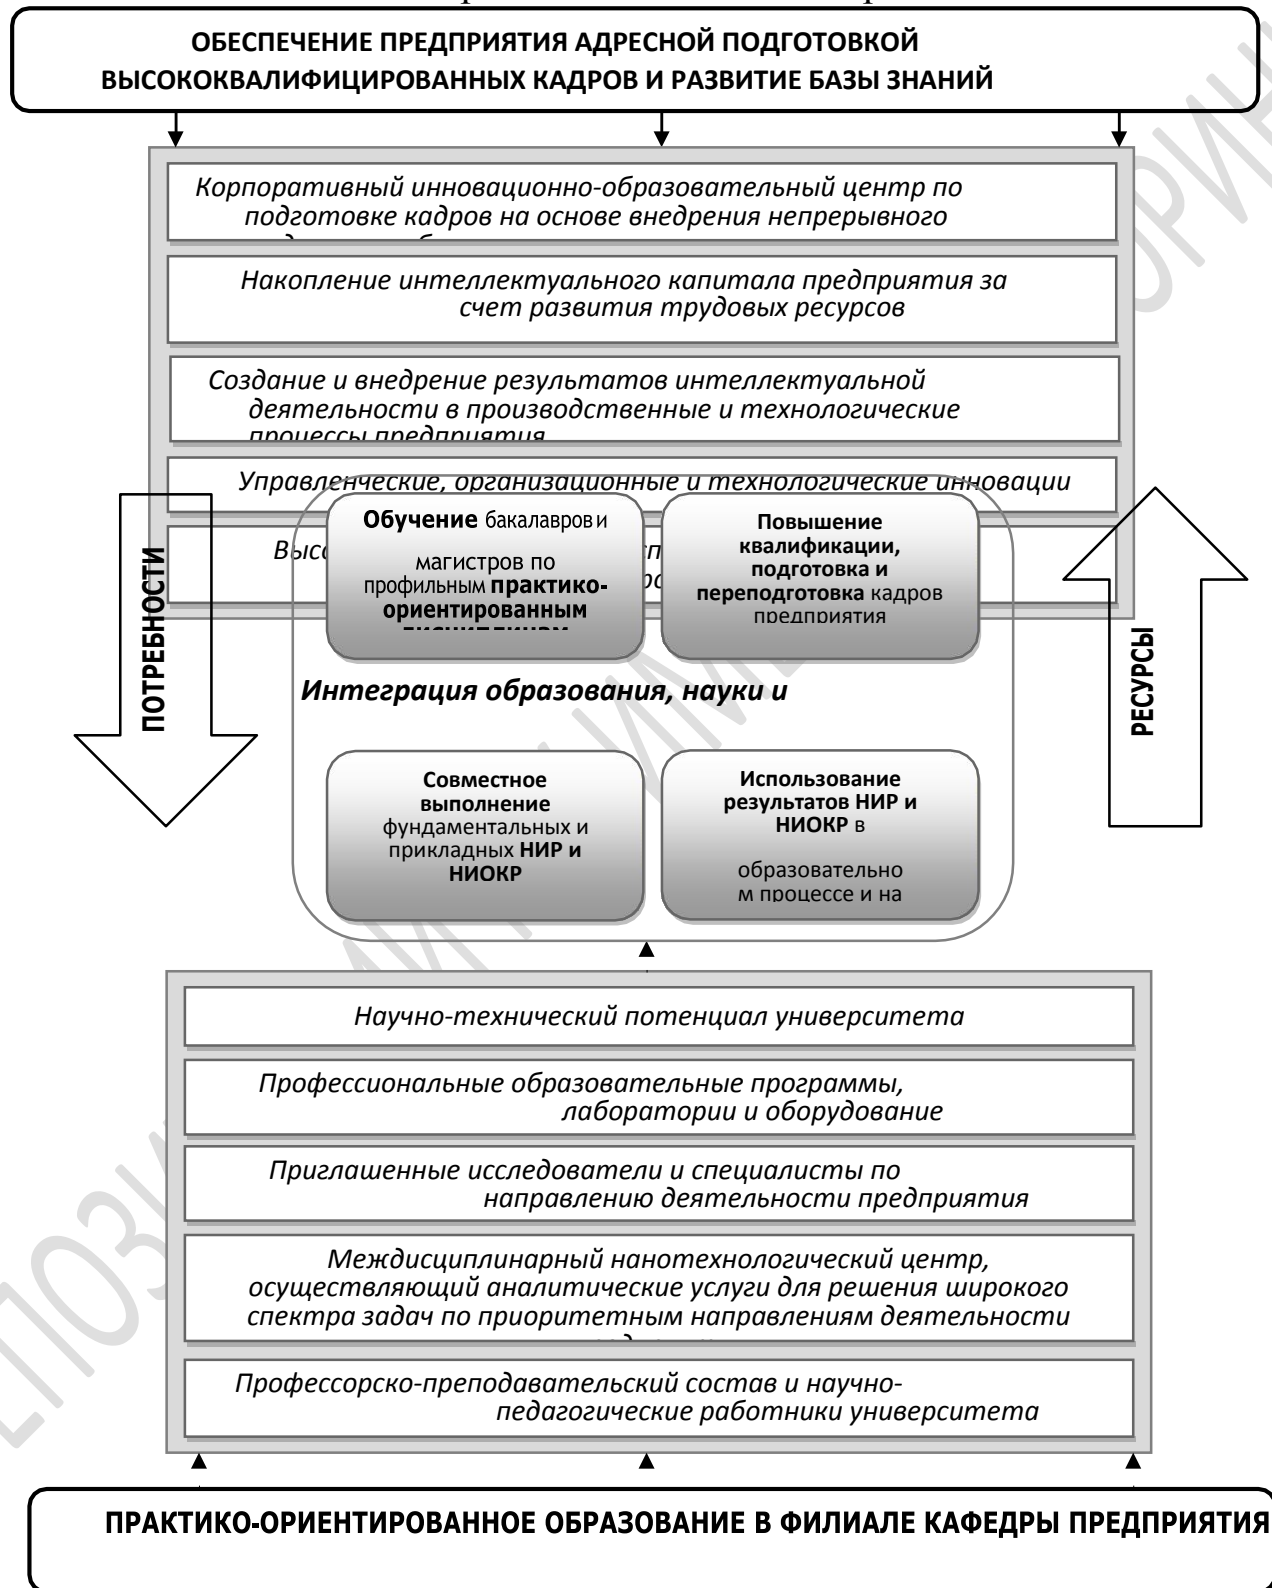 ОБЕСПЕЧЕНИЕ ПРЕДПРИЯТИЯ АДРЕСНОЙ ПОДГОТОВКОЙ
ВЫСОКОКВАЛИФИЦИРОВАННЫХ КАДРОВ И РАЗВИТИЕ БАЗЫ ЗНАНИЙ
Корпоративный инновационно-образовательный центр по
подготовке кадров на основе внедрения непрерывного
Накопление интеллектуального капитала предприятия за
счет развития трудовых ресурсов
Создание и внедрение результатов интеллектуальной
деятельности в производственные и технологические
процессы предприятия
Управленческие, организационные и технологические инновации
Обучение бакалавров и
магистров по
профильным практико-
ориентированным
дисциплинам
Повышение
квалификации,
подготовка и
переподготовка кадров
предприятия
ПОТРЕБНОСТИ
РЕСУРСЫ
Интеграция образования, науки и
Совместное
выполнение
фундаментальных и
прикладных НИР и
НИОКР
Использование
результатов НИР и
НИОКР в
образовательно
м процессе и на
Научно-технический потенциал университета
Профессиональные образовательные программы,
лаборатории и оборудование
Приглашенные исследователи и специалисты по
направлению деятельности предприятия
Междисциплинарный нанотехнологический центр,
осуществляющий аналитические услуги для решения широкого
спектра задач по приоритетным направлениям деятельности
Профессорско-преподавательский состав и научно-
педагогические работники университета
ПРАКТИКО-ОРИЕНТИРОВАННОЕ ОБРАЗОВАНИЕ В ФИЛИАЛЕ КАФЕДРЫ ПРЕДПРИЯТИЯ